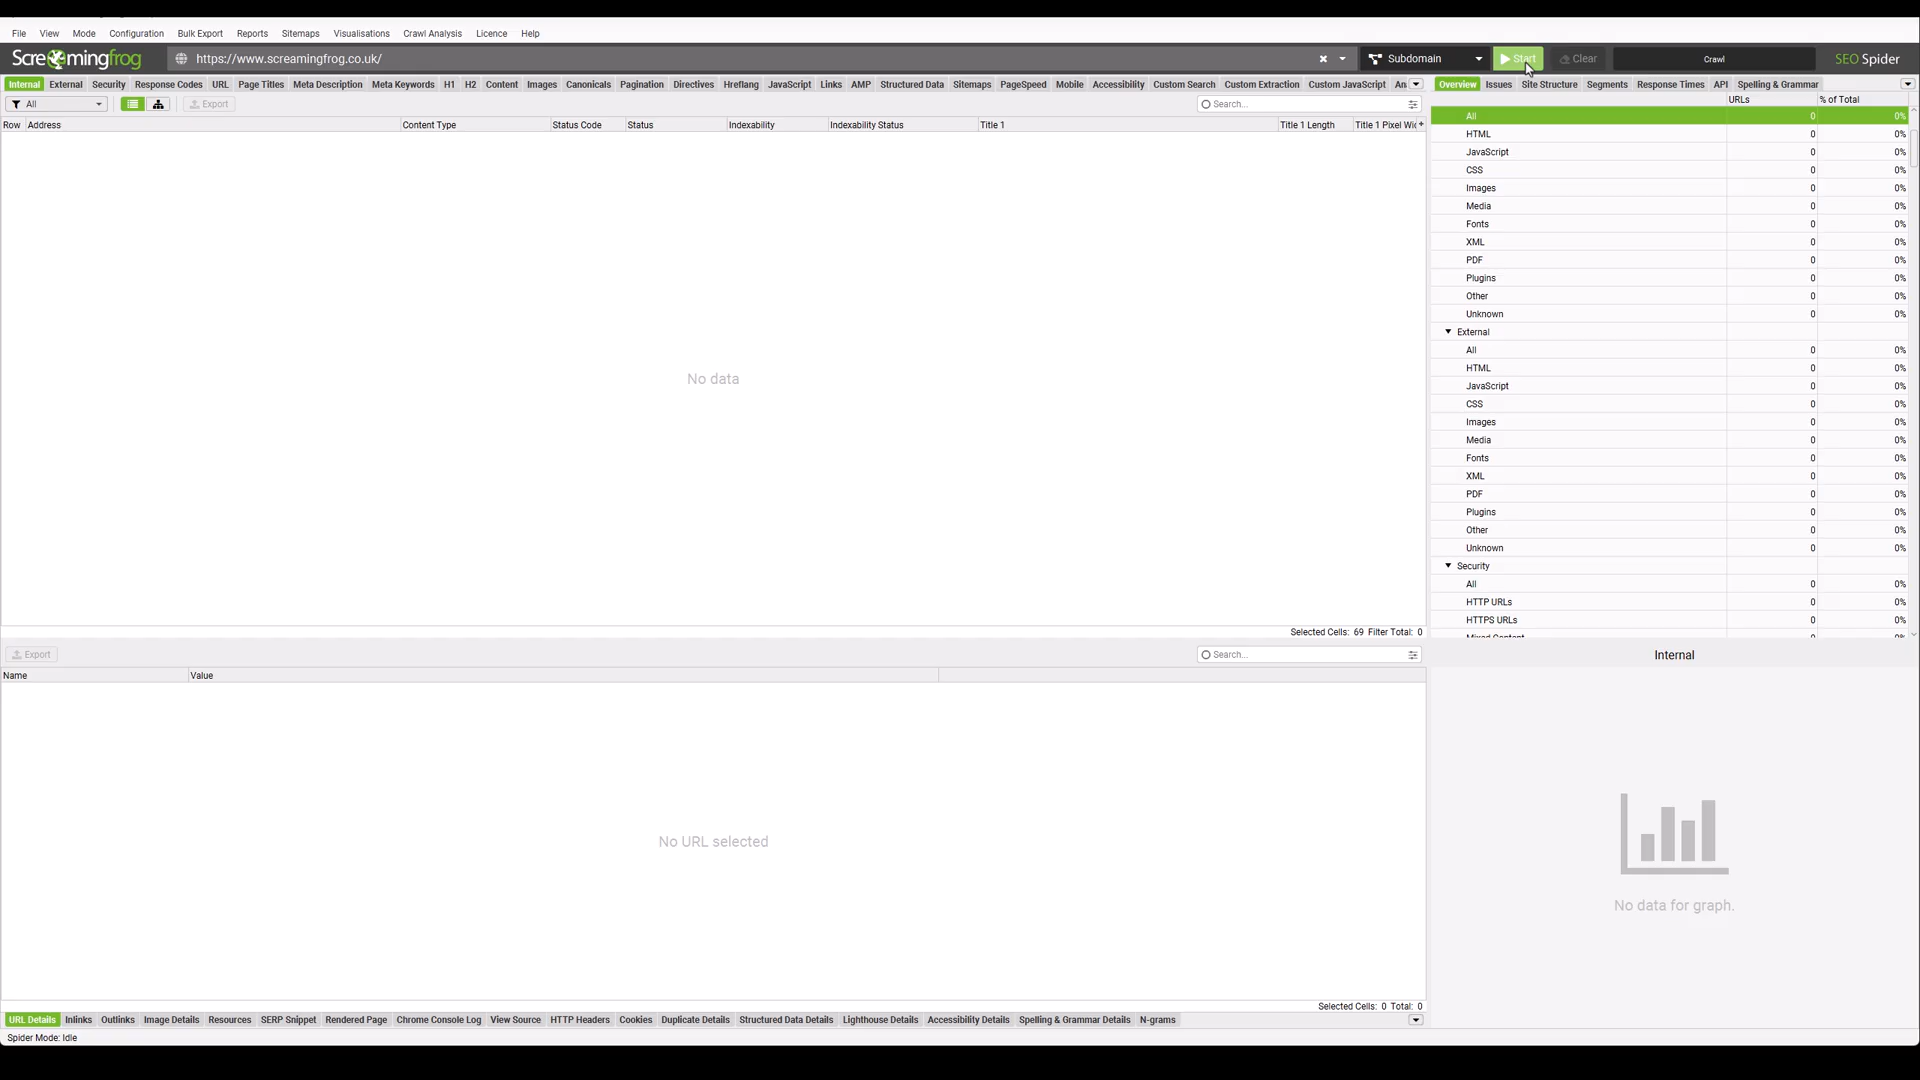 File View Mode Configuration Bulk Export Reports Sitemaps Visualisations Crawl Analysis Licence Help
Screamingfrog https://www.screamingfrog.co.uk/ Subdomain Start Clear Crawl SEO Spider
Internal External Security Response Codes URL Page Titles Meta Description Meta Keywords H1 H2 Content Images Canonicals Pagination Directives Hreflang JavaScript Links AMP Structured Data Sitemaps PageSpeed Mobile Accessibility Custom Search Custom Extraction Custom JavaScript An Overview Issues Site Structure Segments Response Times API Spelling & Grammar
All Export Search... URLs % of Total
Row Address Content Type Status Code Status Indexability Indexability Status Title 1 Title 1 Length Title 1 Pixel Wi
All 0 0%
HTML 0 0%
JavaScript 0 0%
CSS 0 0%
Images 0 0%
Media 0 0%
Fonts 0 0%
XML 0 0%
PDF 0 0%
Plugins 0 0%
Other 0 0%
Unknown 0 0%
External
All 0 0%
HTML 0 0%
No data
JavaScript 0 0%
CSS 0 0%
Images 0 0%
Media 0 0%
Fonts 0 0%
XML 0 0%
PDF 0 0%
Plugins 0 0%
Other 0 0%
Unknown 0 0%
Security
All 0 0%
HTTP URLs 0 0%
HTTPS URLs 0 0%
Selected Cells: 69 Filter Total: 0
Mixed Content 0 0%
Export Search... Internal
Name Value
No URL selected
No data for graph.
Selected Cells: 0 Total: 0
URL Details Inlinks Outlinks Image Details Resources SERP Snippet Rendered Page Chrome Console Log View Source HTTP Headers Cookies Duplicate Details Structured Data Details Lighthouse Details Accessibility Details Spelling & Grammar Details N-grams
Spider Mode: Idle